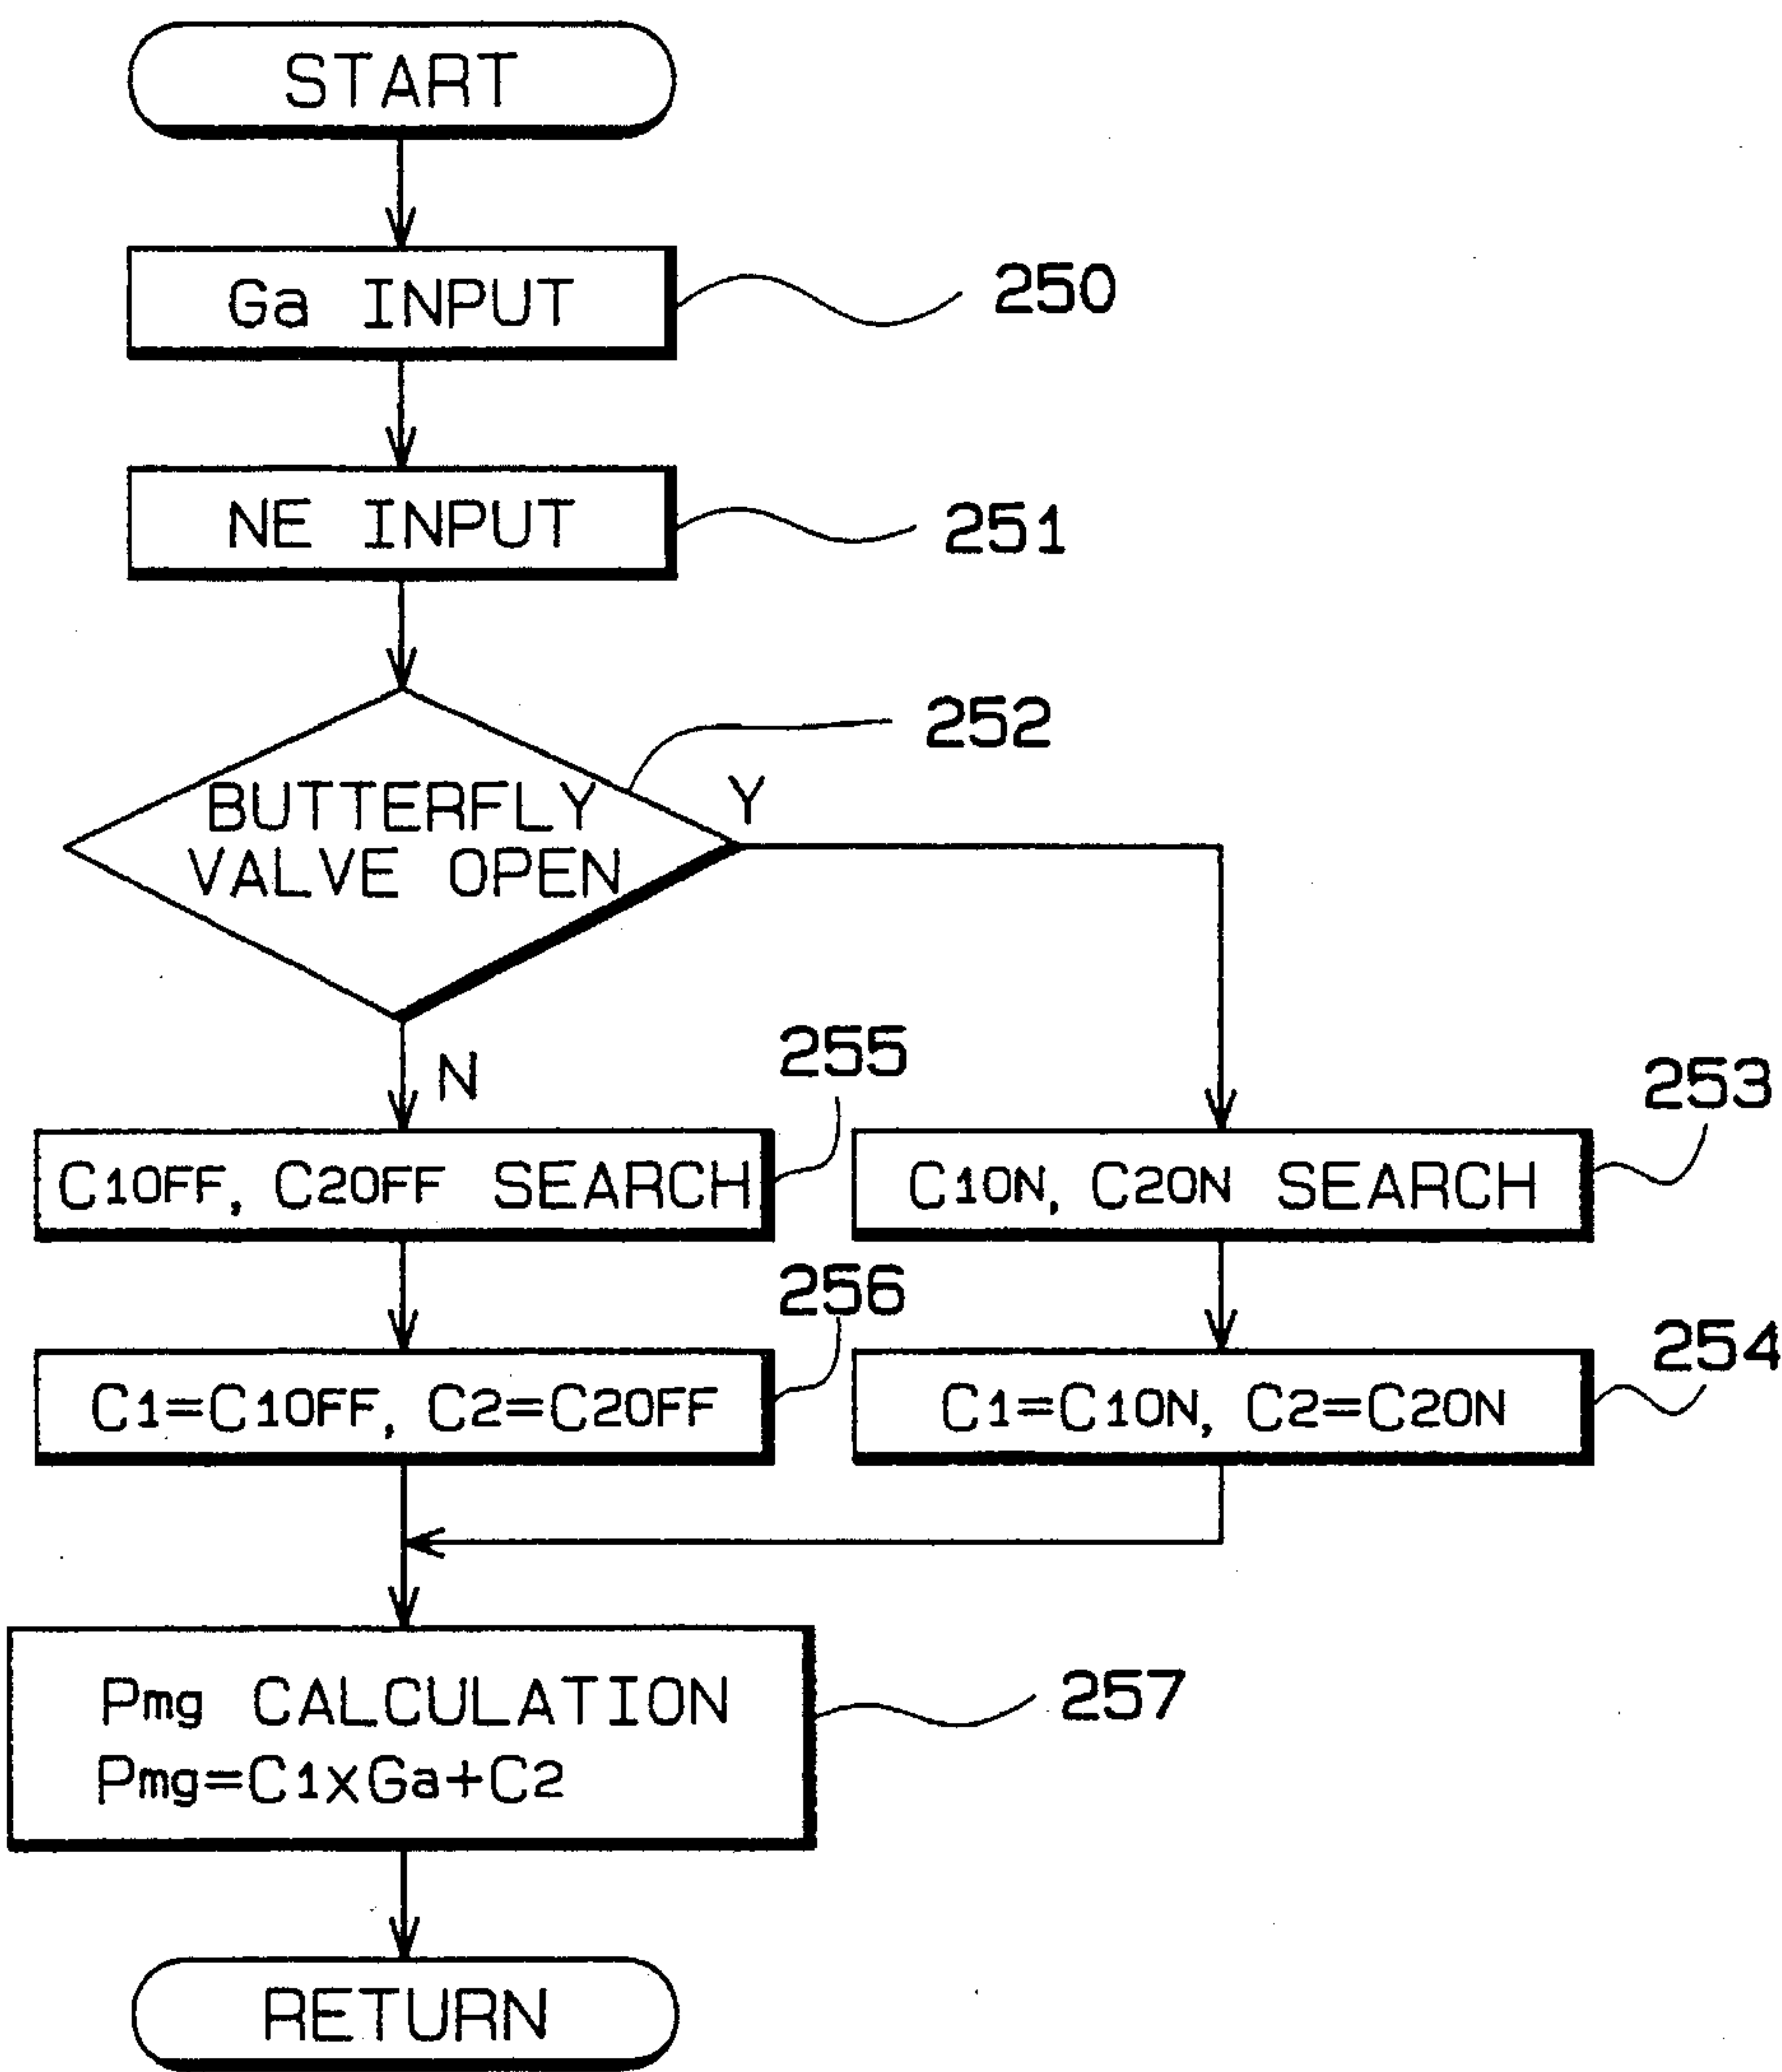 START
Ga INPUT
250
NE INPUT
251
252
BUTTERFLY
VALVE OPEN
Y
N
255
253
C1OFF, C2OFF SEARCH
C1ON, C2ON SEARCH
256
254
C1=C1OFF, C2=C2OFF
C1=C1ON, C2=C2ON
Pmg CALCULATION
Pmg=C1xGa+C2
257
RETURN